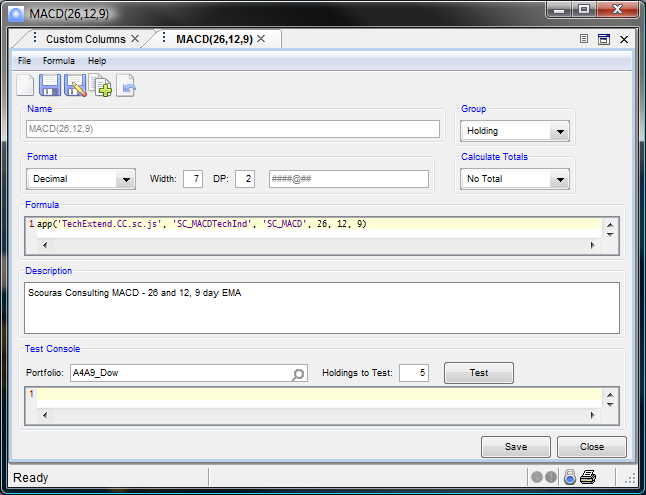 MACD(26,12,9)
Custom Columns
MACD(26,12,9)
File Formula Help
Name
MACD(26,12,9)
Group
Holding
Format
Decimal
Width: 7 DP: 2 ####@##
Calculate Totals
No Total
Formula
1 app('TechExtend.CC.sc.js', 'SC_MACDTechInd', 'SC_MACD', 26, 12, 9)
Description
Scouras Consulting MACD - 26 and 12, 9 day EMA
Test Console
Portfolio: A4A9_Dow Holdings to Test: 5 Test
1
Save Close
Ready